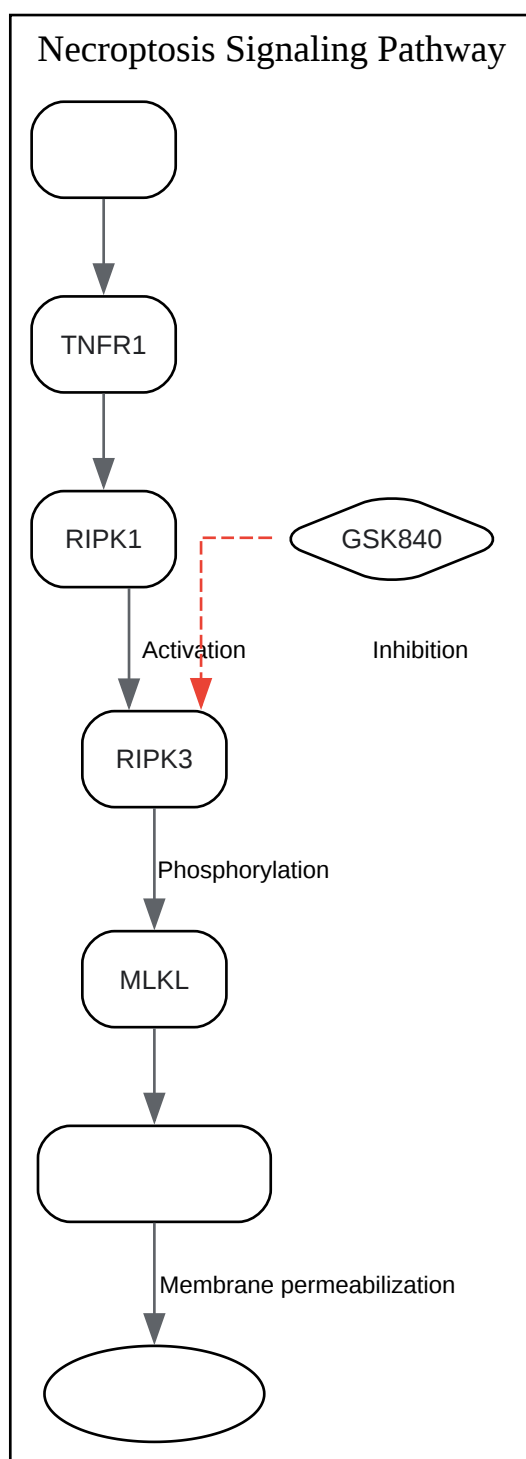 Necroptosis Signaling Pathway
TNFR1
RIPK1
GSK840
Activation
Inhibition
RIPK3
Phosphorylation
MLKL
Membrane permeabilization